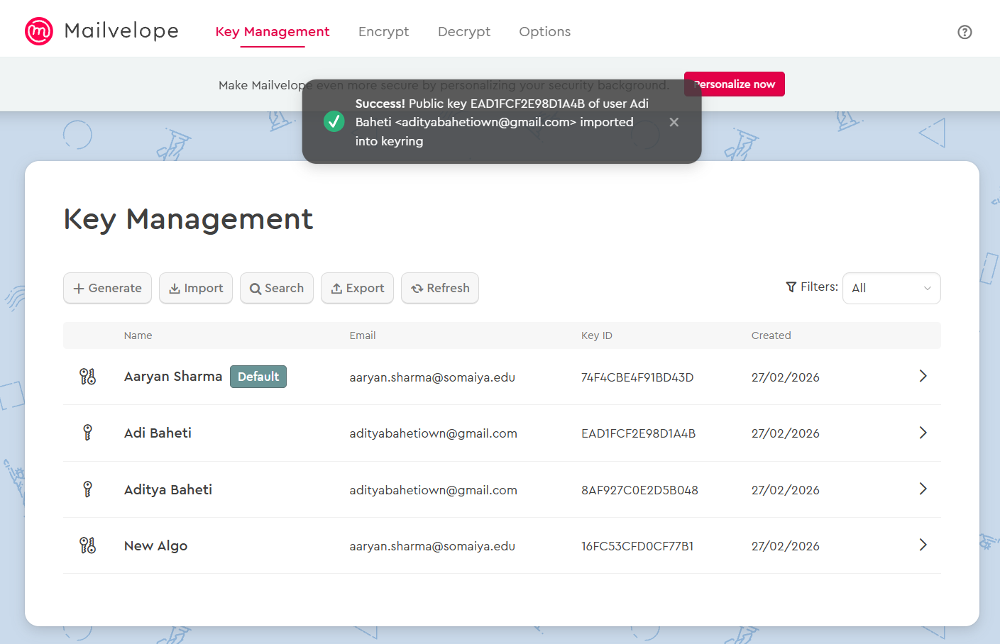 Mailvelope
Key Management Encrypt Decrypt Options
Make Mailvelope even more secure by personalizing your security background. Personalize now
Success! Public key EAD1FCF2E98D1A4B of user Adi
Baheti <adityabahetiown@gmail.com> imported
into keyring
Key Management
Generate Import Search Export Refresh Filters: All
Name Email Key ID Created
Aaryan Sharma Default aaryan.sharma@somaiya.edu 74F4CBE4F91BD43D 27/02/2026
Adi Baheti adityabahetiown@gmail.com EAD1FCF2E98D1A4B 27/02/2026
Aditya Baheti adityabahetiown@gmail.com 8AF927C0E2D5B048 27/02/2026
New Algo aaryan.sharma@somaiya.edu 16FC53CFD0CF77B1 27/02/2026